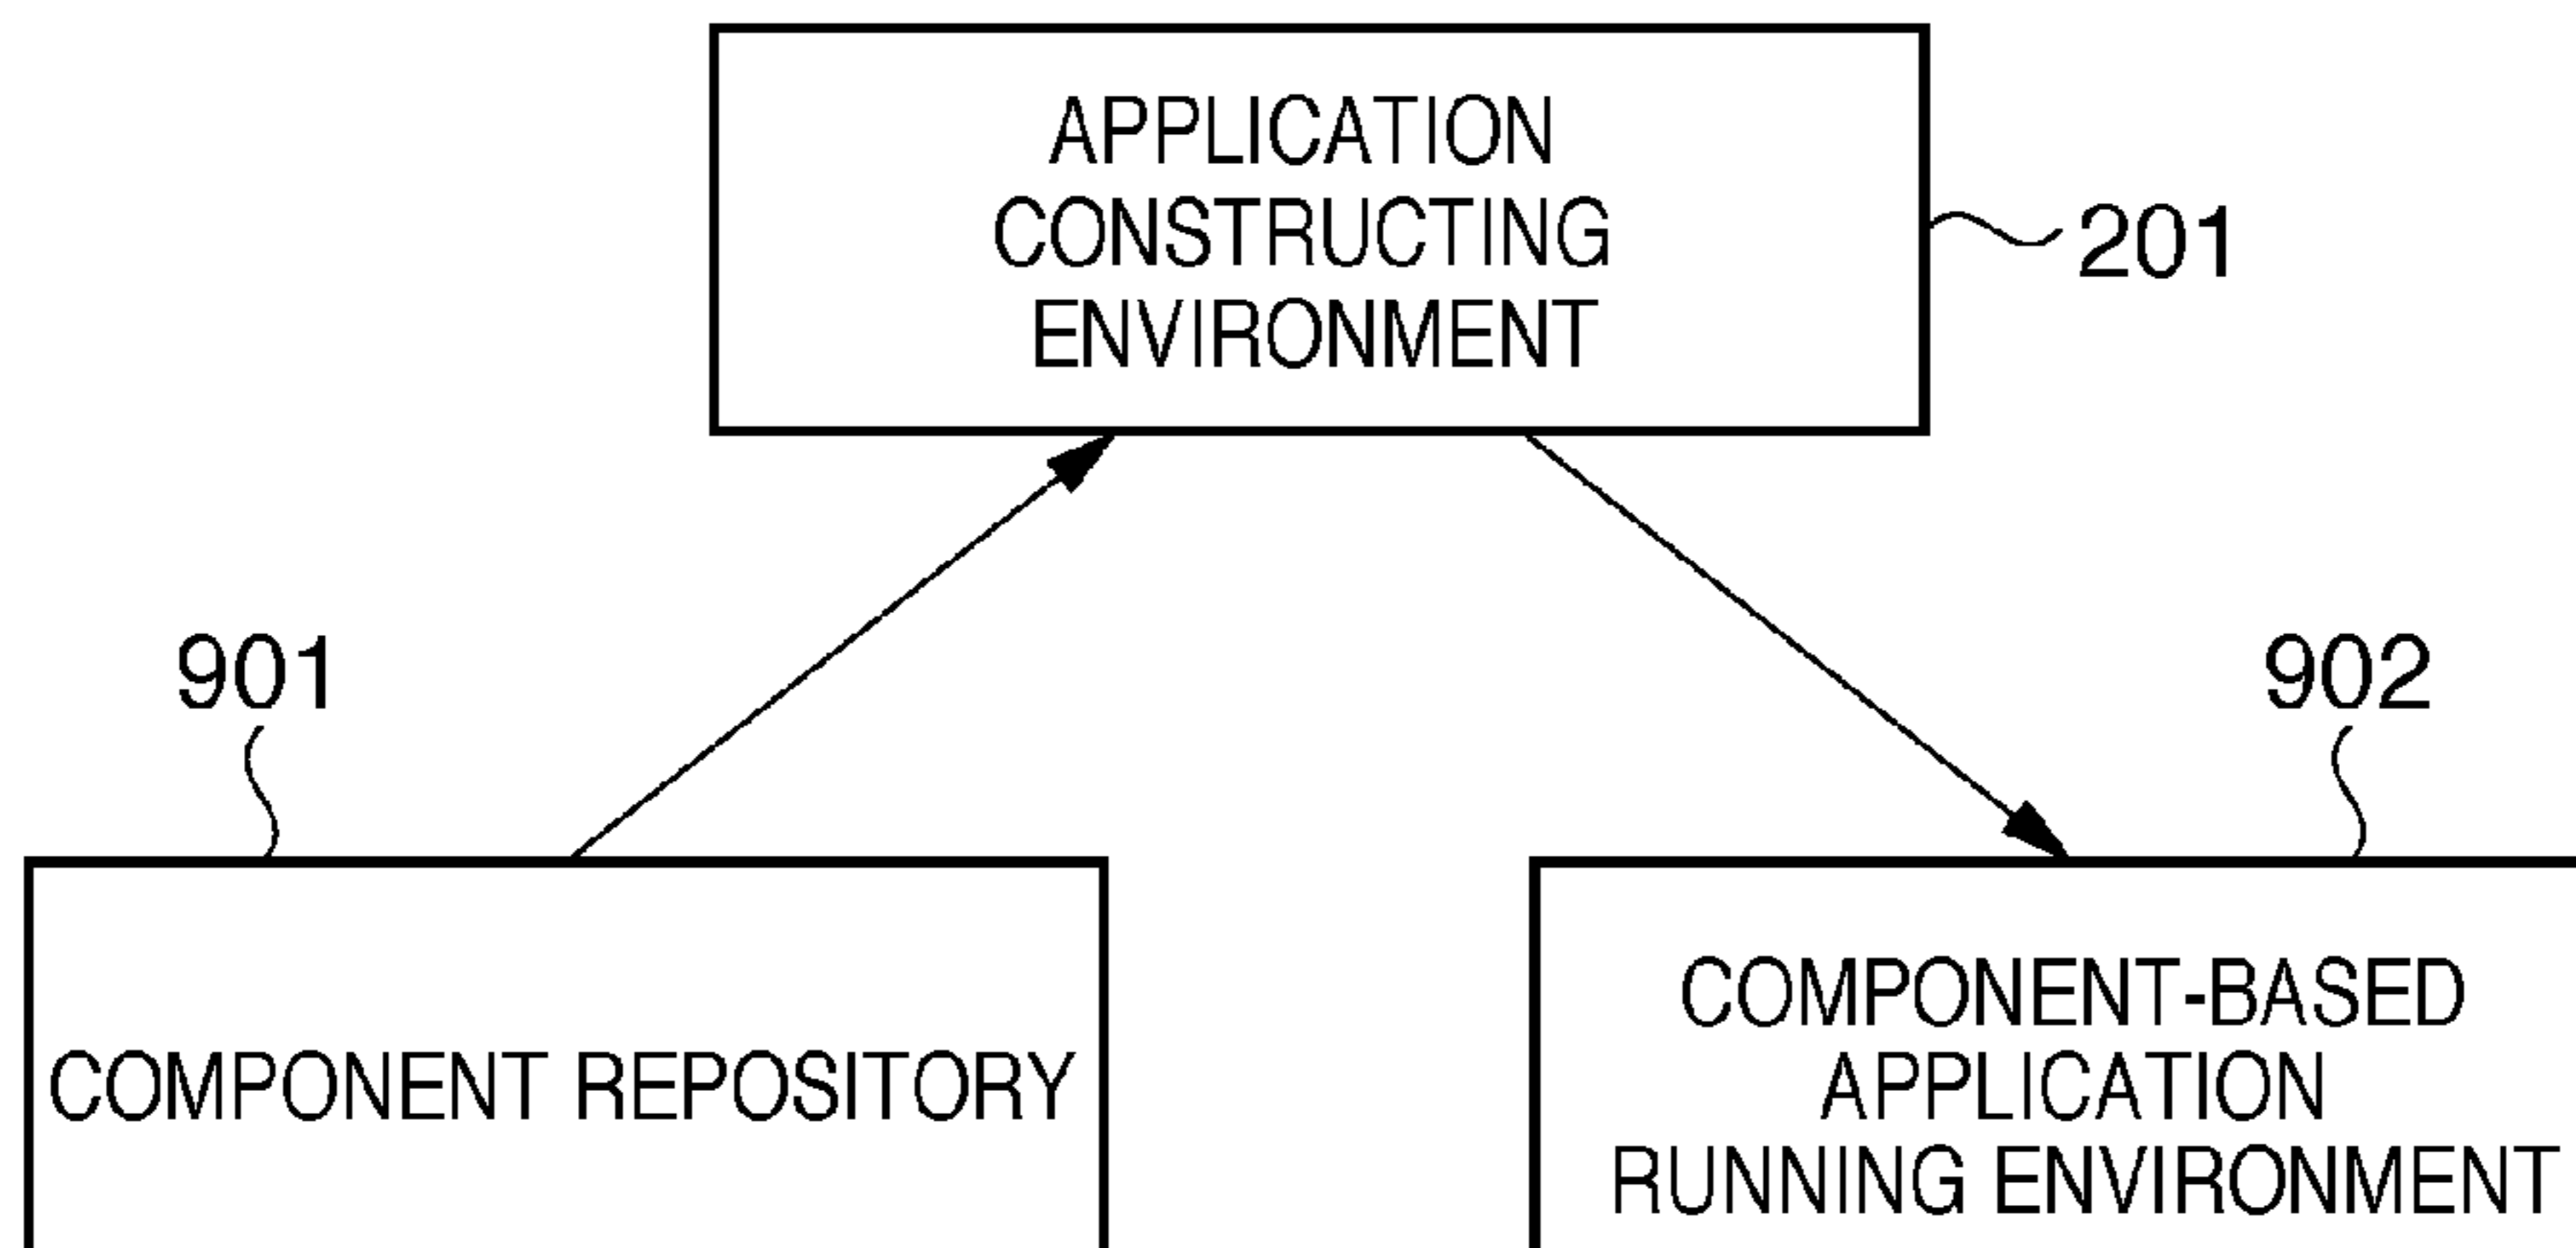 APPLICATION
CONSTRUCTING
ENVIRONMENT
201
901
902
COMPONENT REPOSITORY
COMPONENT-BASED
APPLICATION
RUNNING ENVIRONMENT